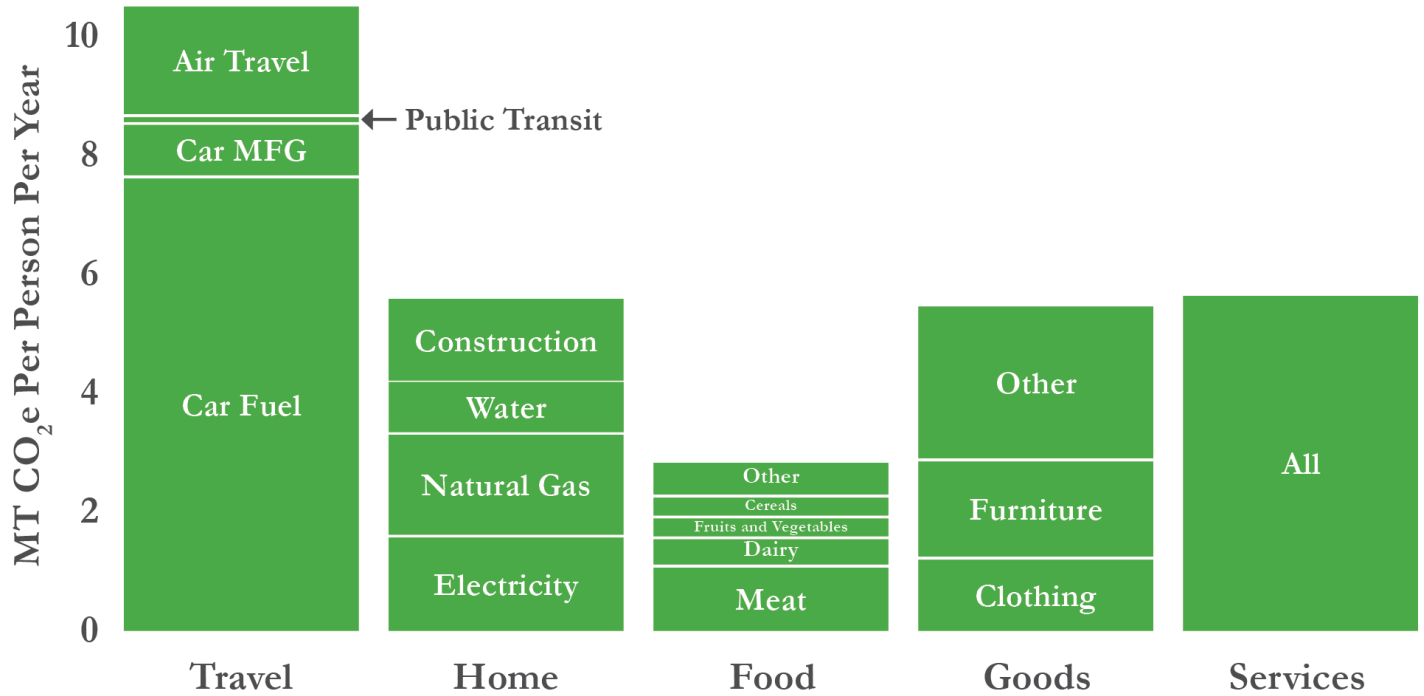 MT CO₂e Per Person Per Year
10
8
6
4
2
0
Air Travel
Public Transit
Car MFG
Car Fuel
Construction
Water
Natural Gas
Electricity
Other
Cereals
Fruits and Vegetables
Dairy
Meat
Other
Furniture
Clothing
All
Travel
Home
Food
Goods
Services